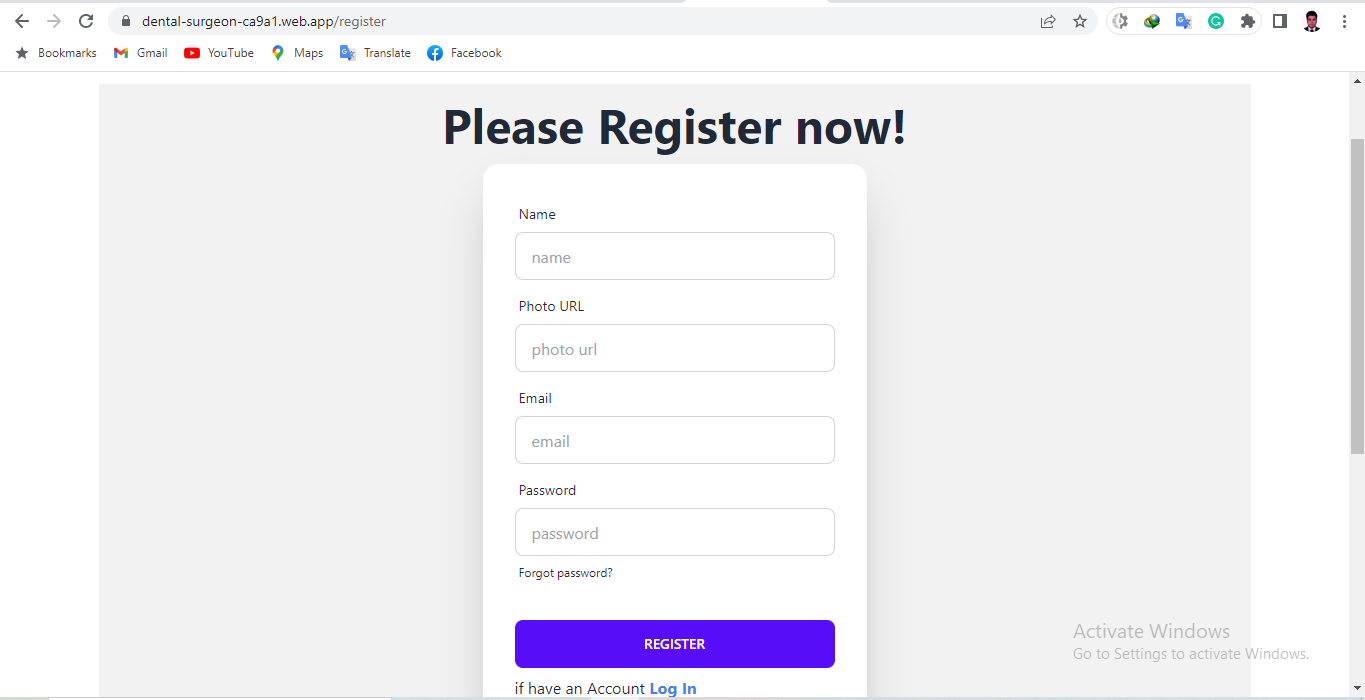 dental-surgeon-ca9a1.web.app/register
Bookmarks Gmail YouTube Maps Translate Facebook
Please Register now!
Name
name
Photo URL
photo url
Email
email
Password
password
Forgot password?
REGISTER
if have an Account Log In
Activate Windows
Go to Settings to activate Windows.